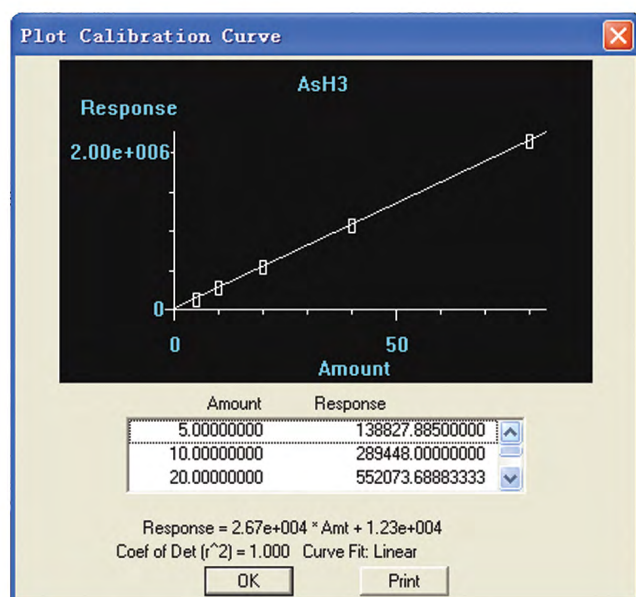 Plot Calibration Curve
AsH3
Response
2.00e+006
0
0 50
Amount
Amount Response
5.00000000 138827.88500000
10.00000000 289448.00000000
20.00000000 552073.68883333
Response = 2.67e+004 * Amt + 1.23e+004
Coef of Det (r^2) = 1.000 Curve Fit: Linear
OK Print